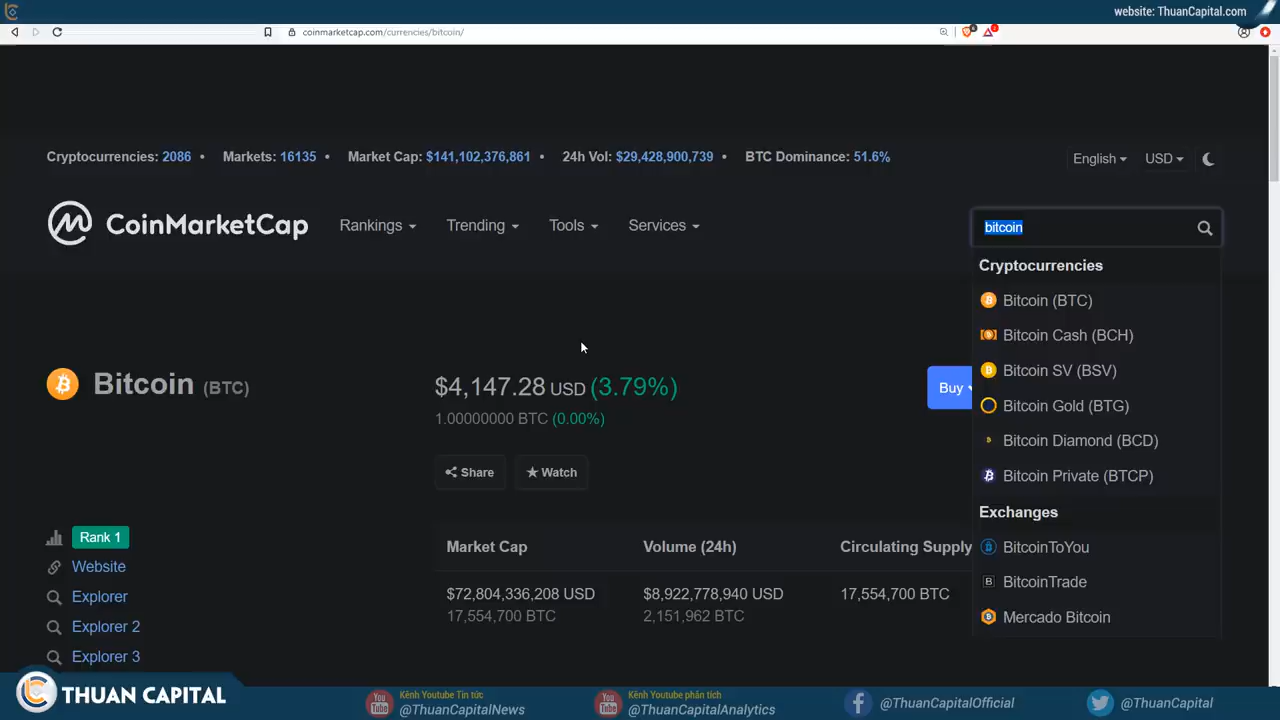 website: ThuanCapital.com
coinmarketcap.com/currencies/bitcoin/
Cryptocurrencies: 2086 • Markets: 16135 • Market Cap: $141,102,376,861 • 24h Vol: $29,428,900,739 • BTC Dominance: 51.6%
English USD
CoinMarketCap Rankings Trending Tools Services
bitcoin
Cryptocurrencies
Bitcoin (BTC)
Bitcoin Cash (BCH)
Bitcoin SV (BSV)
Bitcoin Gold (BTG)
Bitcoin Diamond (BCD)
Bitcoin Private (BTCP)
Exchanges
BitcoinToYou
BitcoinTrade
Mercado Bitcoin
Bitcoin (BTC)
$4,147.28 USD (3.79%)
1.00000000 BTC (0.00%)
Buy
Share Watch
Rank 1
Website
Explorer
Explorer 2
Explorer 3
Market Cap Volume (24h) Circulating Supply
$72,804,336,208 USD $8,922,778,940 USD 17,554,700 BTC
17,554,700 BTC 2,151,962 BTC
THUAN CAPITAL
You Tube
Kênh Youtube Tin tức
@ThuanCapitalNews
You Tube
Kênh Youtube phân tích
@ThuanCapitalAnalytics
@ThuanCapitalOfficial
@ThuanCapital